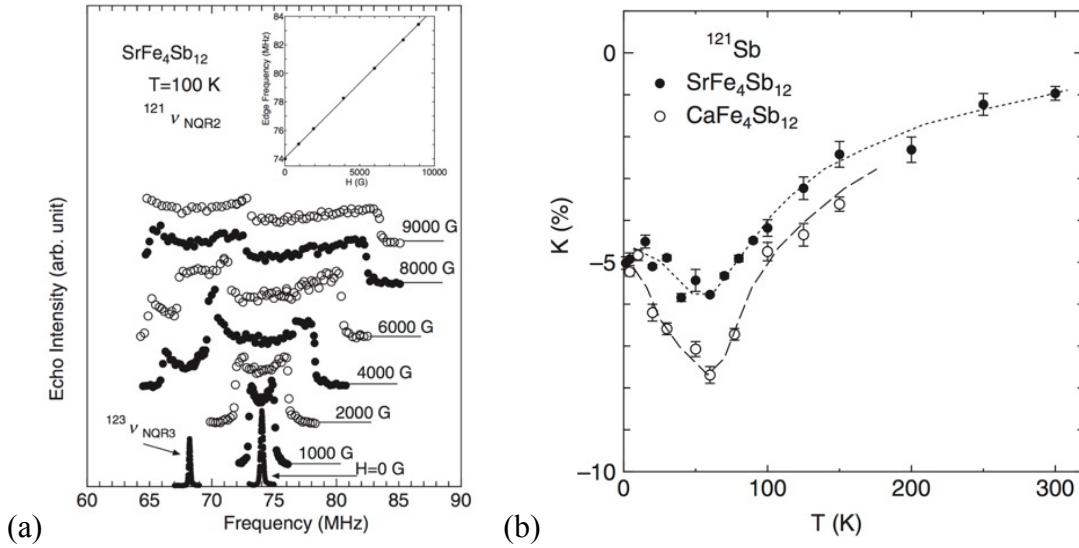 SrFe₄Sb₁₂
T=100 K
¹²¹ν NQR2
Edge Frequency (MHz)
84
82
80
78
76
74
0
5000
10000
H (G)
Echo Intensity (arb. unit)
9000 G
8000 G
6000 G
4000 G
2000 G
1000 G
H=0 G
¹²³ν NQR3
60
65
70
75
80
85
90
Frequency (MHz)
(a)
¹²¹Sb
SrFe₄Sb₁₂
CaFe₄Sb₁₂
K (%)
0
−5
−10
0
100
200
300
T (K)
(b)